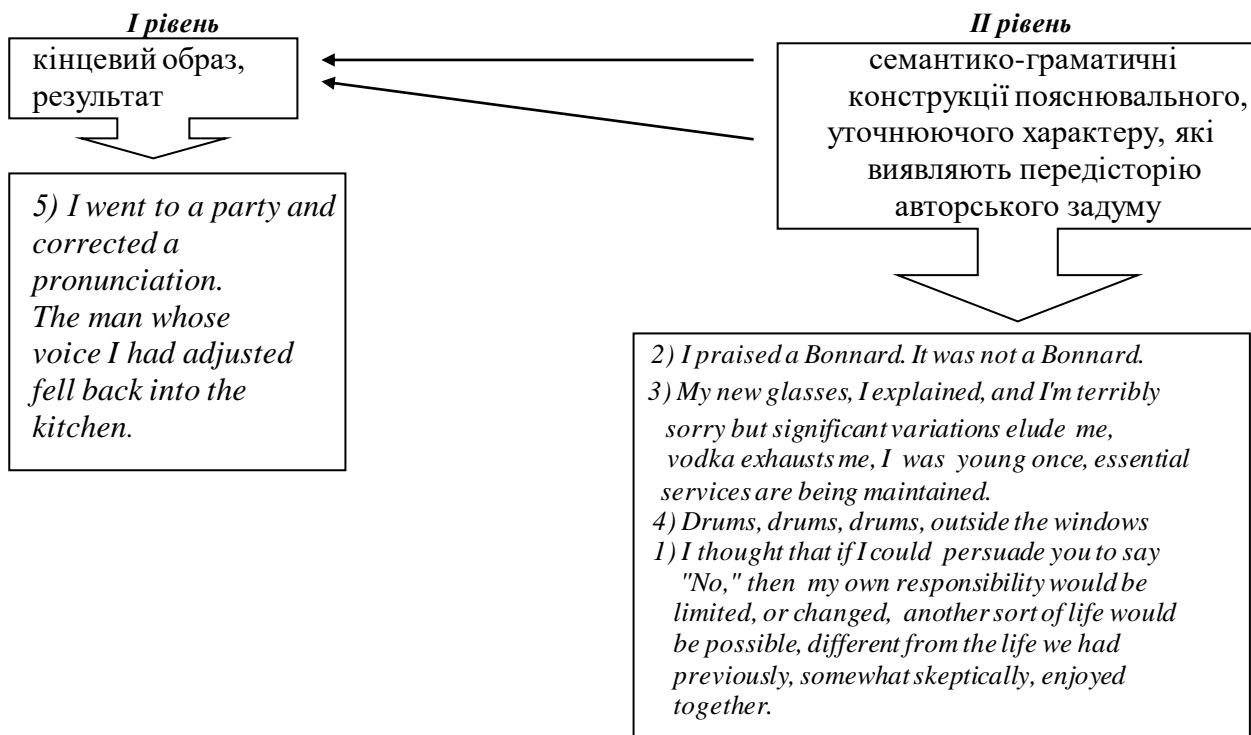 I рівень
кінцевий образ,
результат
5) I went to a party and
corrected a
pronunciation.
The man whose
voice I had adjusted
fell back into the
kitchen.
II рівень
семантико-граматичні
конструкції пояснювального,
уточнюючого характеру, які
виявляють передісторію
авторського задуму
2) I praised a Bonnard. It was not a Bonnard.
3) My new glasses, I explained, and I'm terribly
sorry but significant variations elude me,
vodka exhausts me, I was young once, essential
services are being maintained.
4) Drums, drums, drums, outside the windows
1) I thought that if I could persuade you to say
"No," then my own responsibility would be
limited, or changed, another sort of life would
be possible, different from the life we had
previously, somewhat skeptically, enjoyed
together.